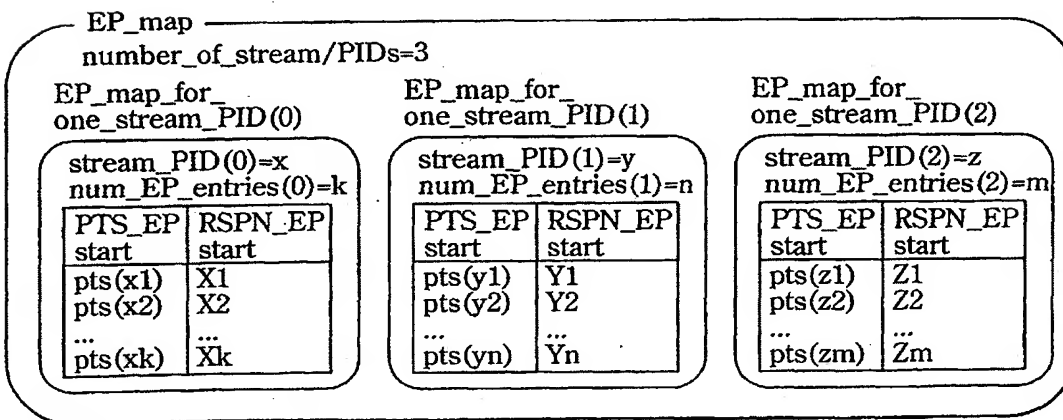 EP_map
number_of_stream/PIDs=3
EP_map_for_
one_stream_PID(0)
stream_PID(0)=x
num_EP_entries(0)=k
PTS_EP RSPN_EP
start start
pts(x1) X1
pts(x2) X2
... ...
pts(xk) Xk
EP_map_for_
one_stream_PID(1)
stream_PID(1)=y
num_EP_entries(1)=n
PTS_EP RSPN_EP
start start
pts(y1) Y1
pts(y2) Y2
... ...
pts(yn) Yn
EP_map_for_
one_stream_PID(2)
stream_PID(2)=z
num_EP_entries(2)=m
PTS_EP RSPN_EP
start start
pts(z1) Z1
pts(z2) Z2
... ...
pts(zm) Zm